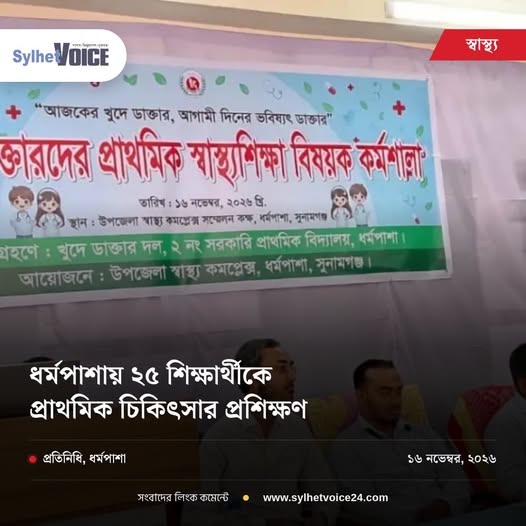 Sylhet VOICE
স্বাস্থ্য
"আজকের খুদে ডাক্তার, আগামী দিনের ভবিষ্যৎ ডাক্তার"
ক্তারদের প্রাথমিক স্বাস্থ্যশিক্ষা বিষয়ক কর্মশালা
তারিখ : ১৬ নভেম্বর, ২০২৬ খ্রি.
স্থান : উপজেলা স্বাস্থ্য কমপ্লেক্স সম্মেলন কক্ষ, ধর্মপাশা, সুনামগঞ্জ
গ্রহণে : খুদে ডাক্তার দল, ২ নং সরকারি প্রাথমিক বিদ্যালয়, ধর্মপাশা।
আয়োজনে : উপজেলা স্বাস্থ্য কমপ্লেক্স, ধর্মপাশা, সুনামগঞ্জ।
ধর্মপাশায় ২৫ শিক্ষার্থীকে
প্রাথমিক চিকিৎসার প্রশিক্ষণ
প্রতিনিধি, ধর্মপাশা
১৬ নভেম্বর, ২০২৬
সংবাদের লিংক কমেন্টে
www.sylhetvoice24.com